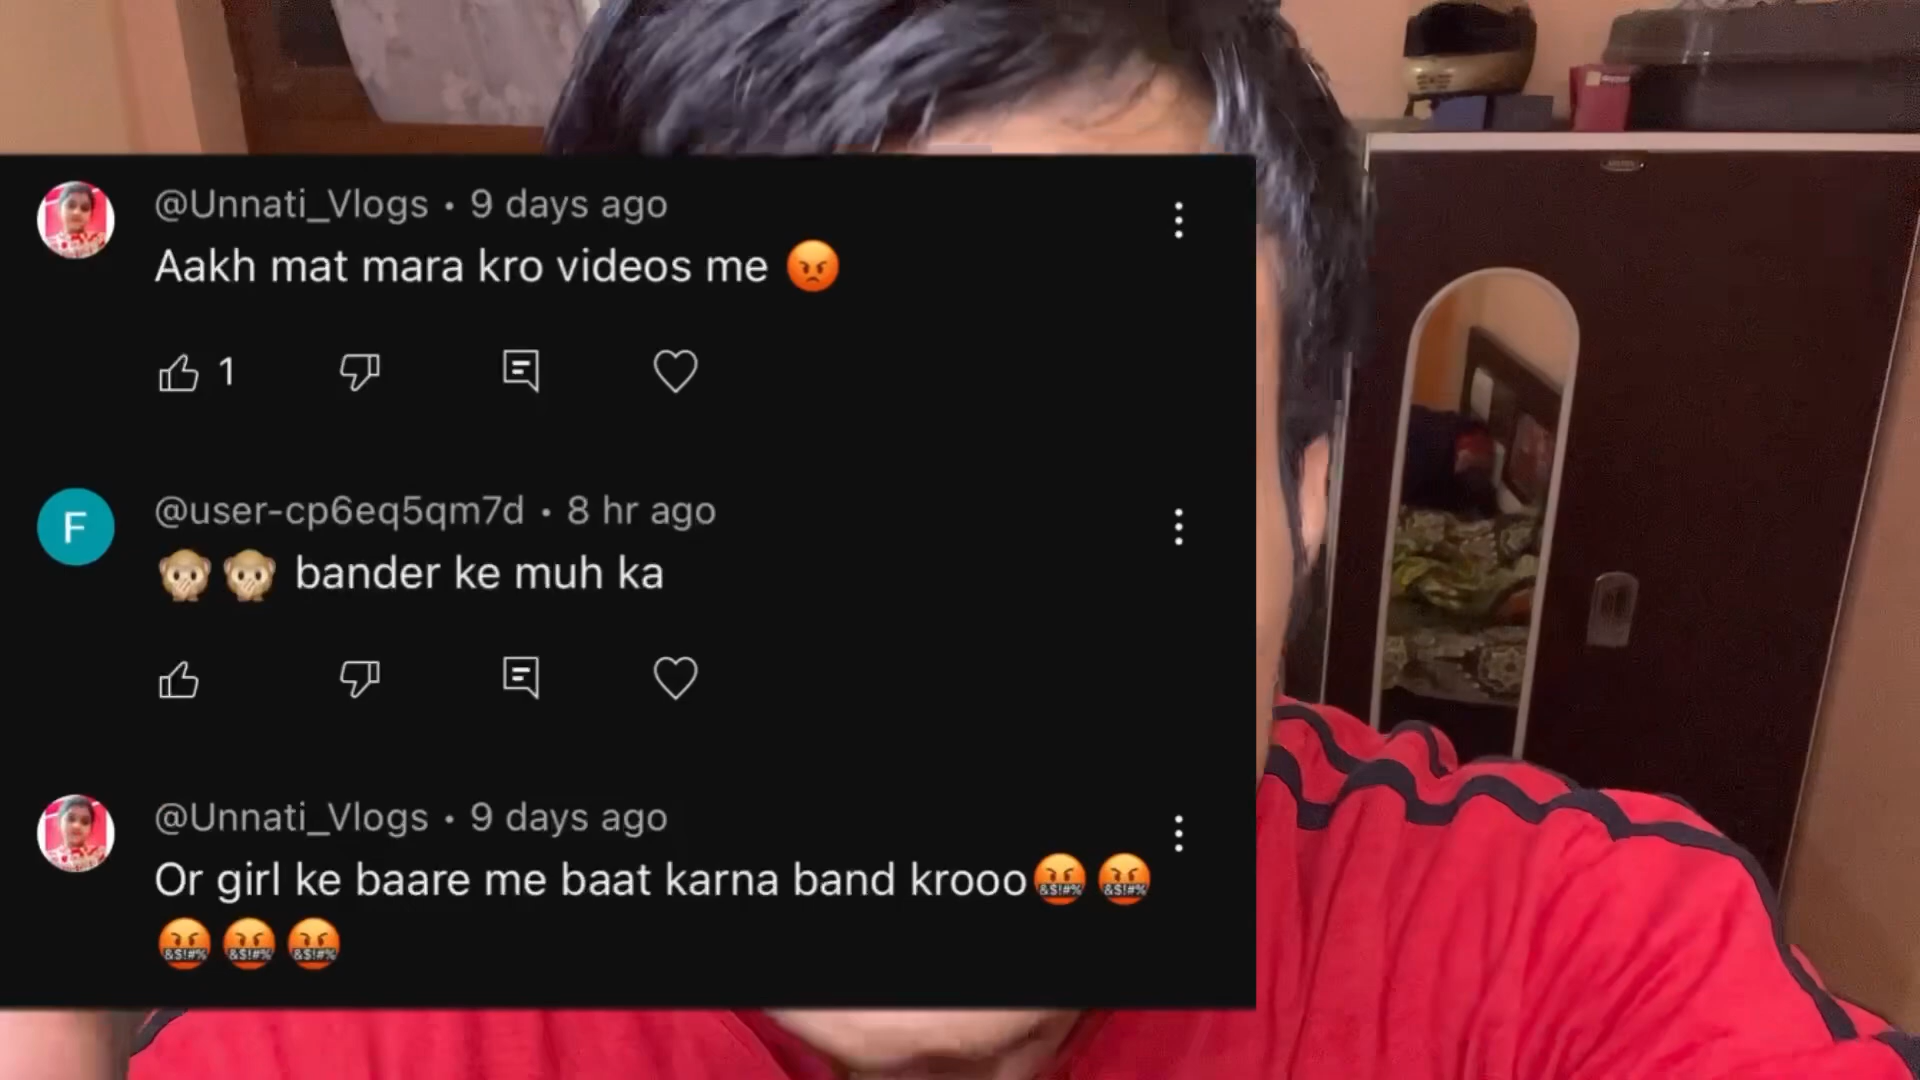 @Unnati_Vlogs • 9 days ago
Aakh mat mara kro videos me 😡
1
F
@user-cp6eq5qm7d • 8 hr ago
🙊🙊 bander ke muh ka
@Unnati_Vlogs • 9 days ago
Or girl ke baare me baat karna band krooo🤬🤬
🤬🤬🤬